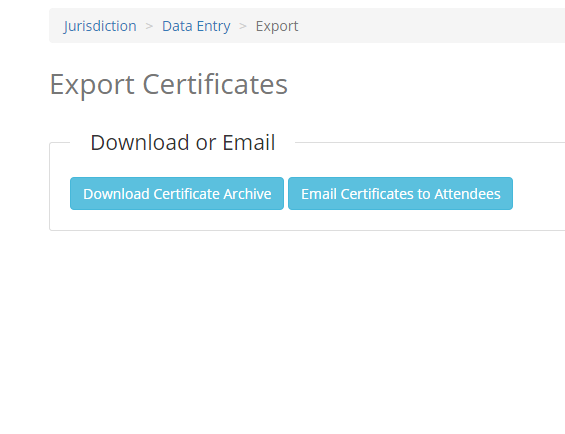 Jurisdiction > Data Entry > Export
Export Certificates
Download or Email
Download Certificate Archive Email Certificates to Attendees